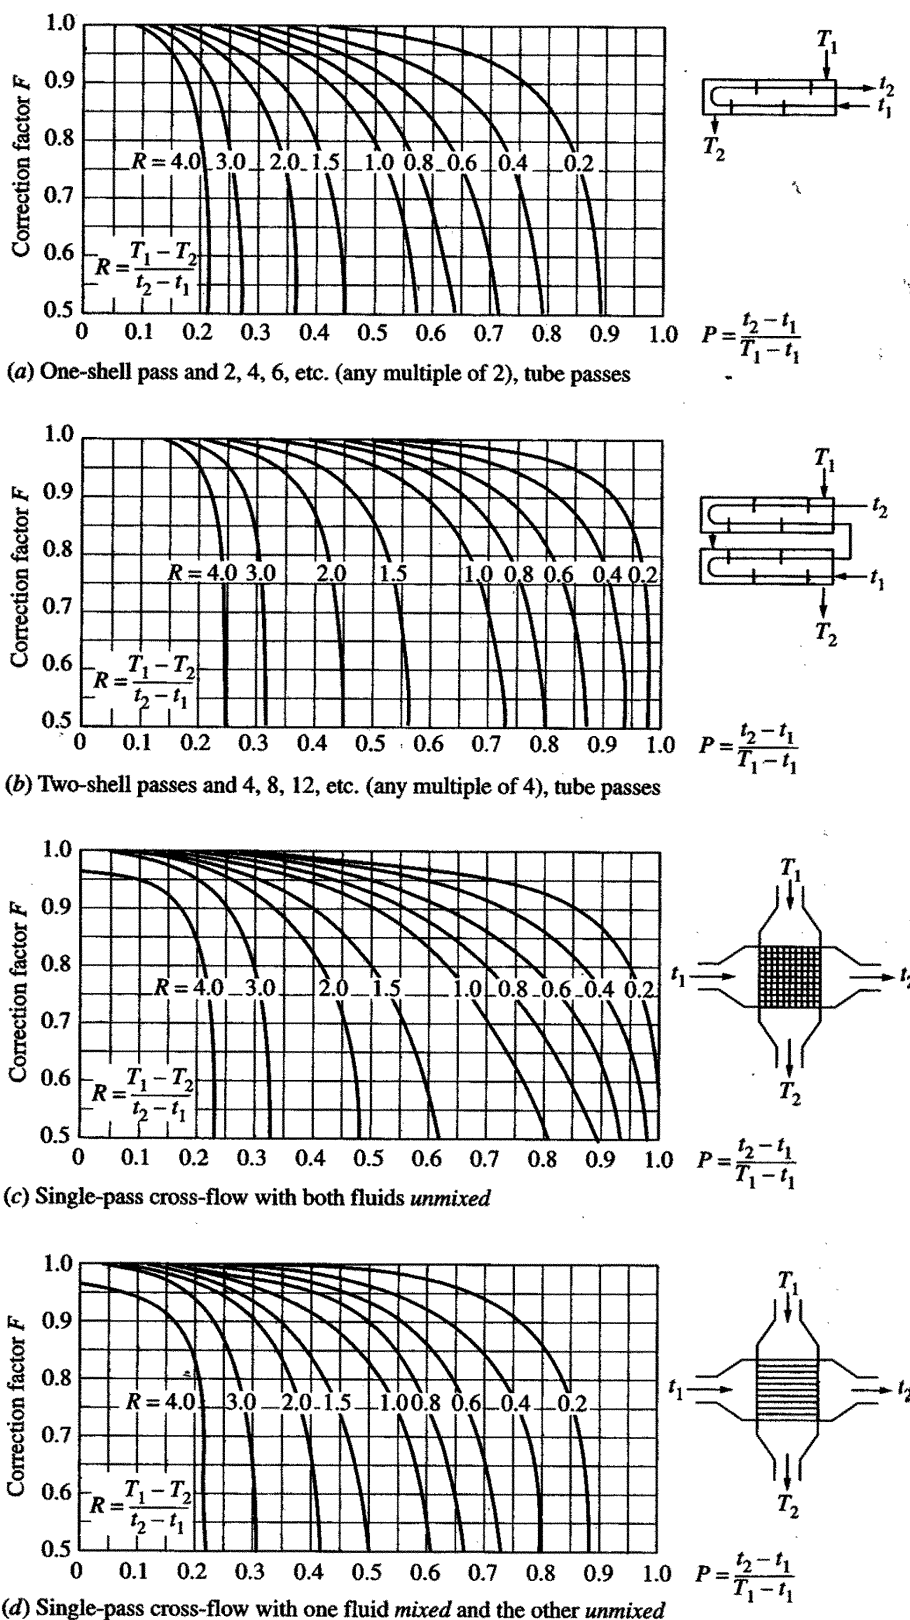 1.0
0.9
0.8
0.7
0.6
0.5
Correction factor F
R = 4.0 3.0 2.0 1.5 1.0 0.8 0.6 0.4 0.2
R = T₁ − T₂ / t₂ − t₁
0 0.1 0.2 0.3 0.4 0.5 0.6 0.7 0.8 0.9 1.0
P = t₂ − t₁ / T₁ − t₁
T₁
t₂
t₁
T₂
(a) One-shell pass and 2, 4, 6, etc. (any multiple of 2), tube passes
1.0
0.9
0.8
0.7
0.6
0.5
Correction factor F
R = 4.0 3.0 2.0 1.5 1.0 0.8 0.6 0.4 0.2
R = T₁ − T₂ / t₂ − t₁
0 0.1 0.2 0.3 0.4 0.5 0.6 0.7 0.8 0.9 1.0
P = t₂ − t₁ / T₁ − t₁
T₁
t₂
t₁
T₂
(b) Two-shell passes and 4, 8, 12, etc. (any multiple of 4), tube passes
1.0
0.9
0.8
0.7
0.6
0.5
Correction factor F
R = 4.0 3.0 2.0 1.5 1.0 0.8 0.6 0.4 0.2
R = T₁ − T₂ / t₂ − t₁
0 0.1 0.2 0.3 0.4 0.5 0.6 0.7 0.8 0.9 1.0
P = t₂ − t₁ / T₁ − t₁
T₁
t₁
t₂
T₂
(c) Single-pass cross-flow with both fluids unmixed
1.0
0.9
0.8
0.7
0.6
0.5
Correction factor F
R = 4.0 3.0 2.0 1.5 1.0 0.8 0.6 0.4 0.2
R = T₁ − T₂ / t₂ − t₁
0 0.1 0.2 0.3 0.4 0.5 0.6 0.7 0.8 0.9 1.0
P = t₂ − t₁ / T₁ − t₁
T₁
t₁
t₂
T₂
(d) Single-pass cross-flow with one fluid mixed and the other unmixed